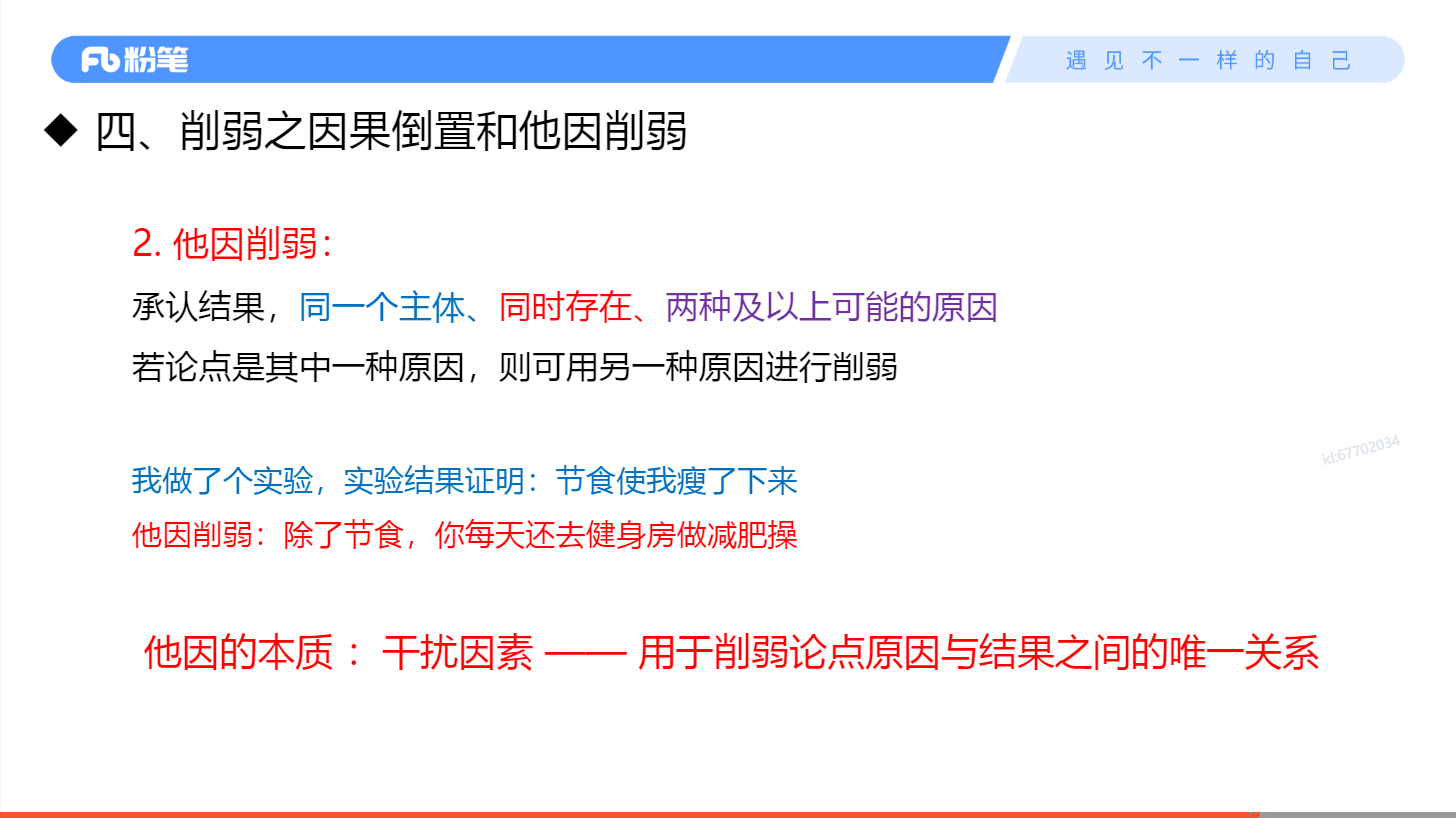 粉笔
遇见不一样的自己
四、削弱之因果倒置和他因削弱
2. 他因削弱：
承认结果，同一个主体、同时存在、两种及以上可能的原因
若论点是其中一种原因，则可用另一种原因进行削弱
id:67702034
我做了个实验，实验结果证明：节食使我瘦了下来
他因削弱：除了节食，你每天还去健身房做减肥操
他因的本质 ：干扰因素 —— 用于削弱论点原因与结果之间的唯一关系